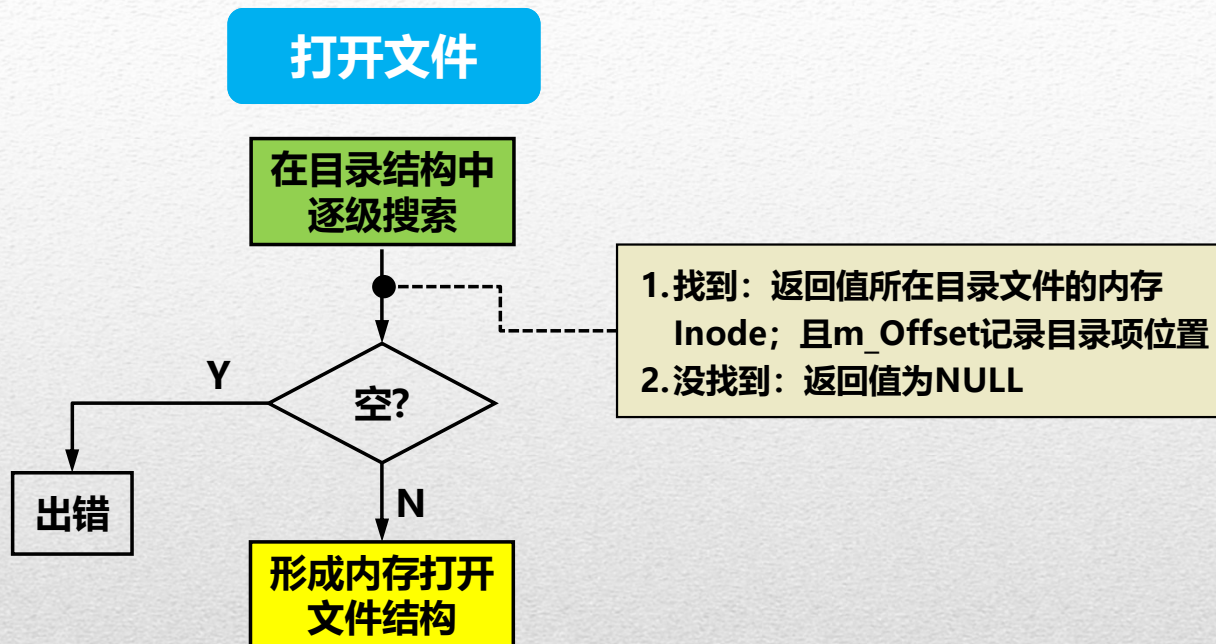 打开文件
在目录结构中
逐级搜索
1.找到：返回值所在目录文件的内存
Inode；且m_Offset记录目录项位置
2.没找到：返回值为NULL
Y
空?
出错
N
形成内存打开
文件结构